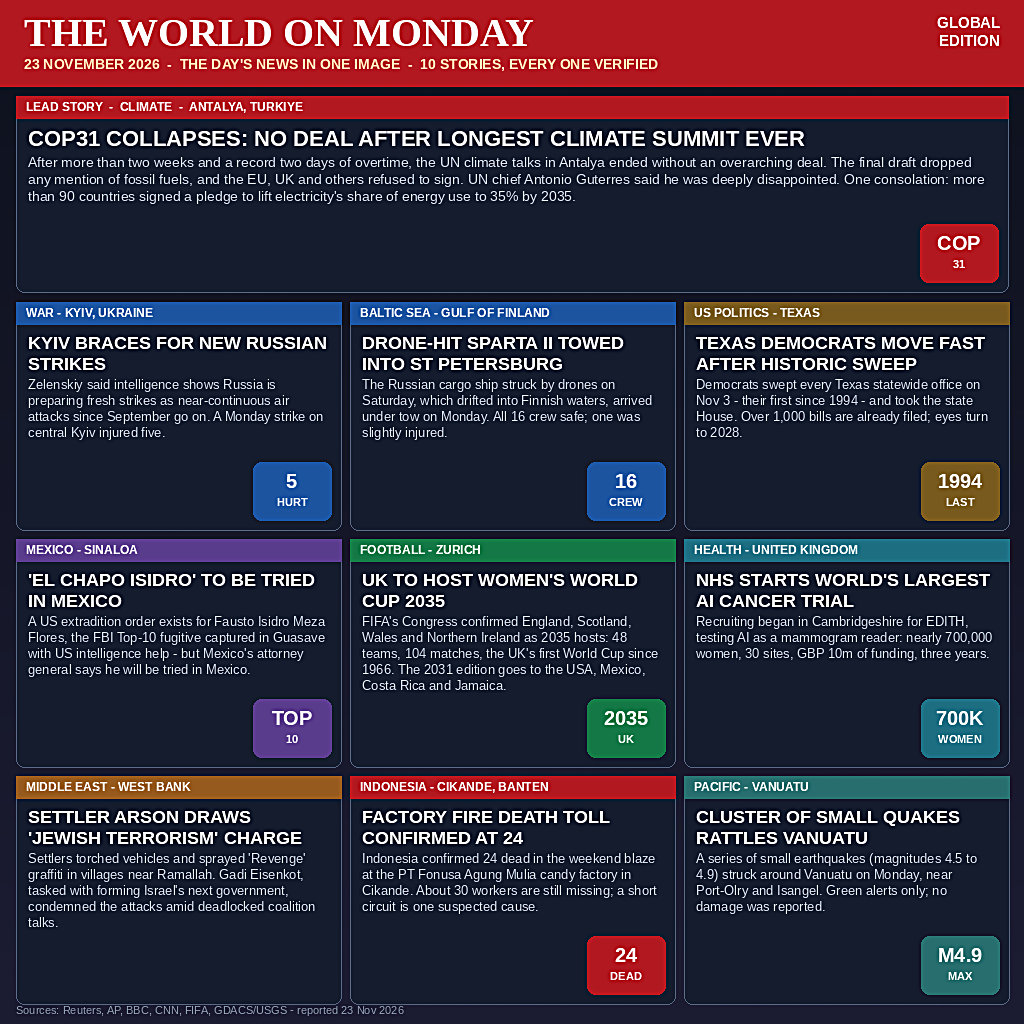 THE WORLD ON MONDAY
23 NOVEMBER 2026 - THE DAY'S NEWS IN ONE IMAGE - 10 STORIES, EVERY ONE VERIFIED
GLOBAL
EDITION
LEAD STORY - CLIMATE - ANTALYA, TURKIYE
COP31 COLLAPSES: NO DEAL AFTER LONGEST CLIMATE SUMMIT EVER
After more than two weeks and a record two days of overtime, the UN climate talks in Antalya ended without an overarching deal. The final draft dropped
any mention of fossil fuels, and the EU, UK and others refused to sign. UN chief Antonio Guterres said he was deeply disappointed. One consolation: more
than 90 countries signed a pledge to lift electricity's share of energy use to 35% by 2035.
COP
31
WAR - KYIV, UKRAINE
KYIV BRACES FOR NEW RUSSIAN
STRIKES
Zelenskiy said intelligence shows Russia is
preparing fresh strikes as near-continuous air
attacks since September go on. A Monday strike on
central Kyiv injured five.
5
HURT
BALTIC SEA - GULF OF FINLAND
DRONE-HIT SPARTA II TOWED
INTO ST PETERSBURG
The Russian cargo ship struck by drones on
Saturday, which drifted into Finnish waters, arrived
under tow on Monday. All 16 crew safe; one was
slightly injured.
16
CREW
US POLITICS - TEXAS
TEXAS DEMOCRATS MOVE FAST
AFTER HISTORIC SWEEP
Democrats swept every Texas statewide office on
Nov 3 - their first since 1994 - and took the state
House. Over 1,000 bills are already filed; eyes turn
to 2028.
1994
LAST
MEXICO - SINALOA
'EL CHAPO ISIDRO' TO BE TRIED
IN MEXICO
A US extradition order exists for Fausto Isidro Meza
Flores, the FBI Top-10 fugitive captured in Guasave
with US intelligence help - but Mexico's attorney
general says he will be tried in Mexico.
TOP
10
FOOTBALL - ZURICH
UK TO HOST WOMEN'S WORLD
CUP 2035
FIFA's Congress confirmed England, Scotland,
Wales and Northern Ireland as 2035 hosts: 48
teams, 104 matches, the UK's first World Cup since
1966. The 2031 edition goes to the USA, Mexico,
Costa Rica and Jamaica.
2035
UK
HEALTH - UNITED KINGDOM
NHS STARTS WORLD'S LARGEST
AI CANCER TRIAL
Recruiting began in Cambridgeshire for EDITH,
testing AI as a mammogram reader: nearly 700,000
women, 30 sites, GBP 10m of funding, three years.
700K
WOMEN
MIDDLE EAST - WEST BANK
SETTLER ARSON DRAWS
'JEWISH TERRORISM' CHARGE
Settlers torched vehicles and sprayed 'Revenge'
graffiti in villages near Ramallah. Gadi Eisenkot,
tasked with forming Israel's next government,
condemned the attacks amid deadlocked coalition
talks.
INDONESIA - CIKANDE, BANTEN
FACTORY FIRE DEATH TOLL
CONFIRMED AT 24
Indonesia confirmed 24 dead in the weekend blaze
at the PT Fonusa Agung Mulia candy factory in
Cikande. About 30 workers are still missing; a short
circuit is one suspected cause.
24
DEAD
PACIFIC - VANUATU
CLUSTER OF SMALL QUAKES
RATTLES VANUATU
A series of small earthquakes (magnitudes 4.5 to
4.9) struck around Vanuatu on Monday, near
Port-Olry and Isangel. Green alerts only; no
damage was reported.
M4.9
MAX
Sources: Reuters, AP, BBC, CNN, FIFA, GDACS/USGS - reported 23 Nov 2026